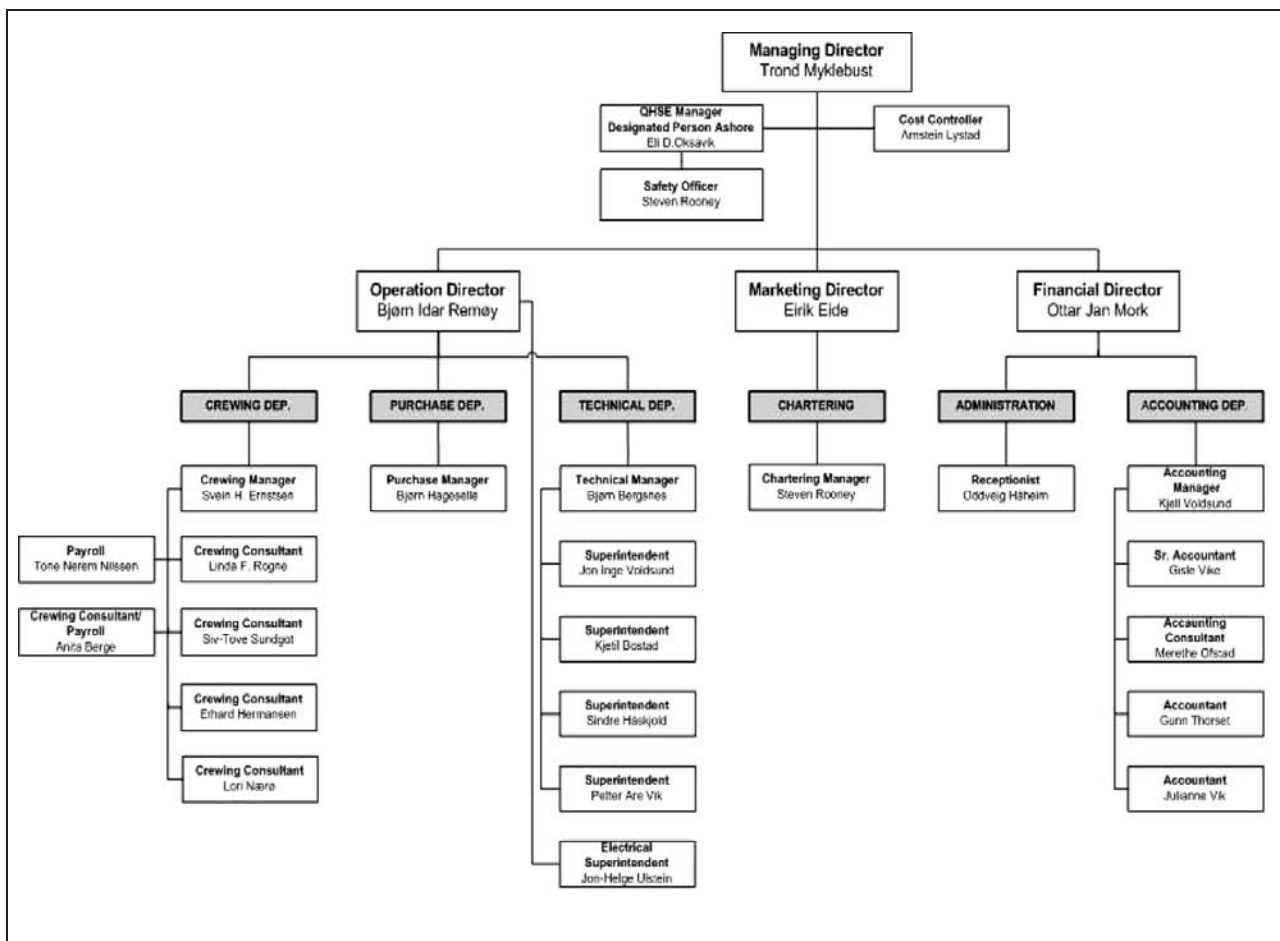 Managing Director
Trond Myklebust
QHSE Manager
Designated Person Ashore
Eli D.Oksavik
Cost Controller
Arnstein Lystad
Safety Officer
Steven Rooney
Operation Director
Bjørn Idar Remøy
Marketing Director
Eirik Eide
Financial Director
Ottar Jan Mork
CREWING DEP.
PURCHASE DEP.
TECHNICAL DEP.
CHARTERING
ADMINISTRATION
ACCOUNTING DEP.
Crewing Manager
Svein H. Ernstsen
Purchase Manager
Bjørn Hageselle
Technical Manager
Bjørn Bergsnes
Chartering Manager
Steven Rooney
Receptionist
Oddveig Håheim
Accounting
Manager
Kjell Voldsund
Payroll
Tone Nerem Nilssen
Crewing Consultant
Linda F. Rogne
Superintendent
Jon Inge Voldsund
Sr. Accountant
Gisle Vike
Crewing Consultant/
Payroll
Anita Berge
Crewing Consultant
Siv-Tove Sundgot
Superintendent
Kjetil Bostad
Accounting
Consultant
Merethe Ofstad
Crewing Consultant
Erhard Hermansen
Superintendent
Sindre Håskjold
Accountant
Gunn Thorset
Crewing Consultant
Lori Nærø
Superintendent
Petter Are Vik
Accountant
Julianne Vik
Electrical
Superintendent
Jon-Helge Ulstein